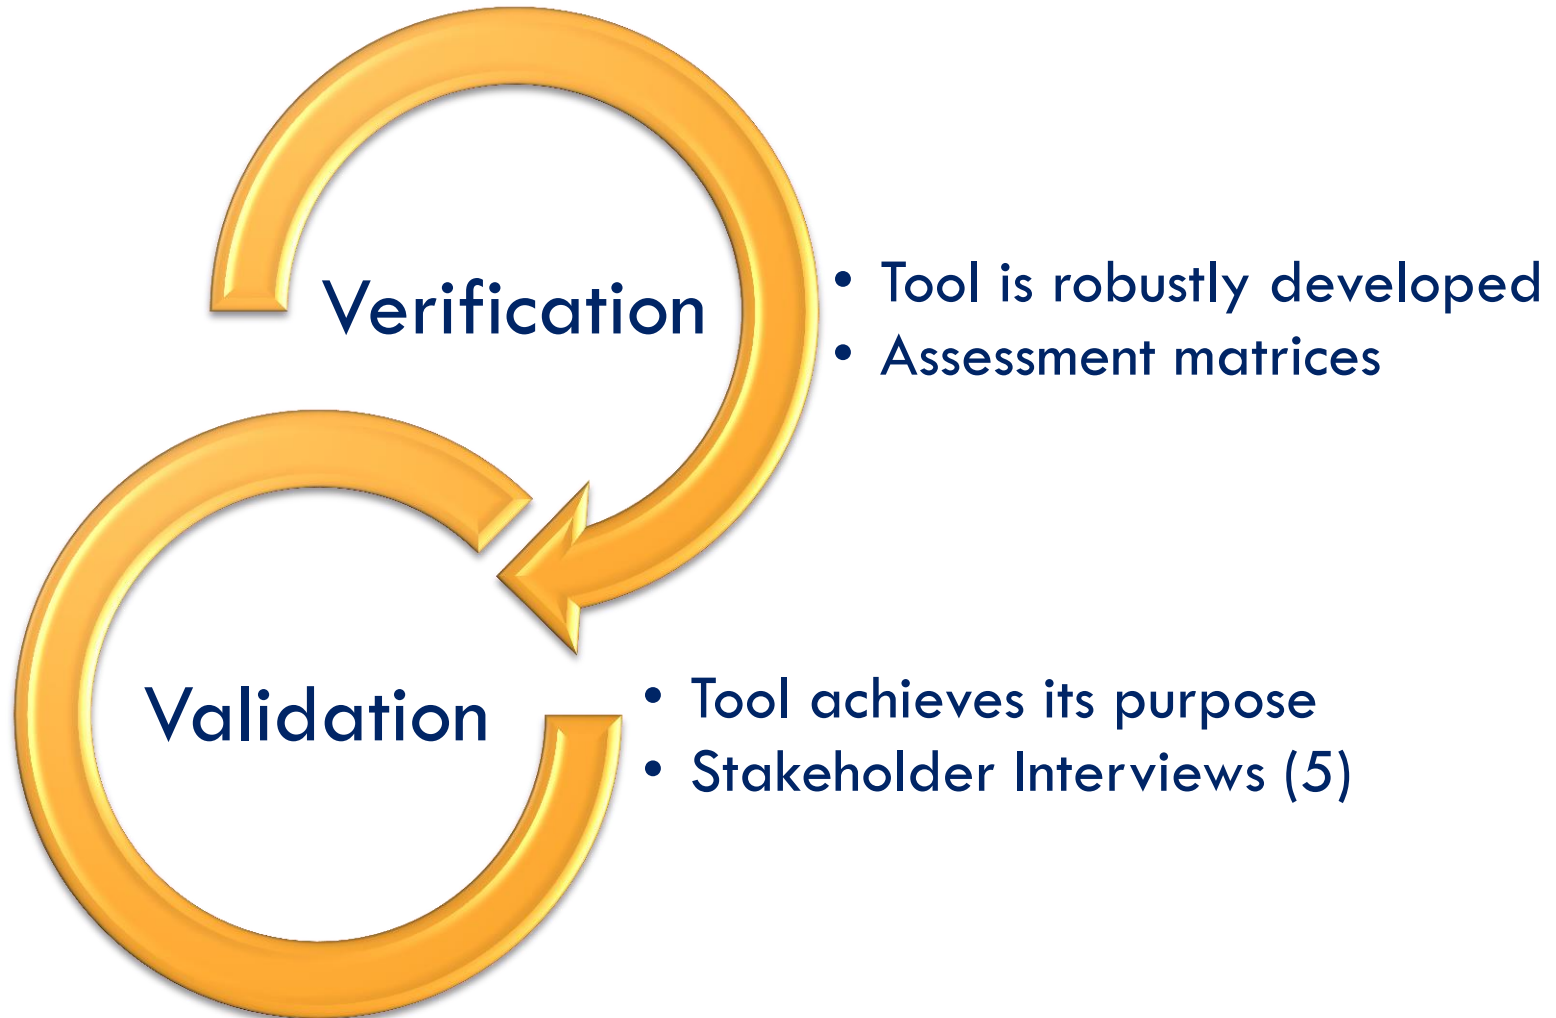 Verification
• Tool is robustly developed
• Assessment matrices
Validation
• Tool achieves its purpose
• Stakeholder Interviews (5)